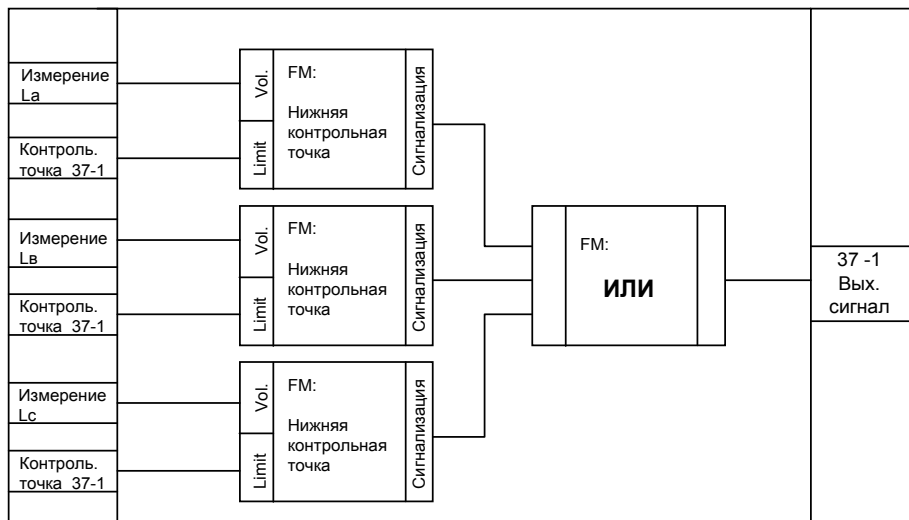 Измерение
Lа
Контроль.
точка 37-1
Vol.
Limit
FM:
Нижняя
контрольная
точка
Сигнализация
Измерение
Lв
Контроль.
точка 37-1
Vol.
Limit
FM:
Нижняя
контрольная
точка
Сигнализация
Измерение
Lс
Контроль.
точка 37-1
Vol.
Limit
FM:
Нижняя
контрольная
точка
Сигнализация
FM:
ИЛИ
37 -1
Вых.
сигнал